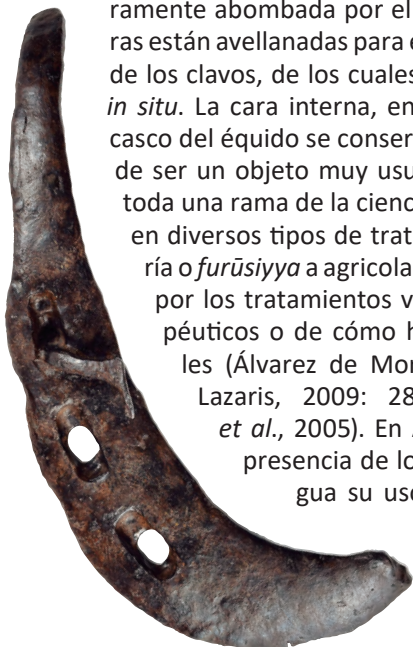 ramente abombada por el
ras están avellanadas para e
de los clavos, de los cuales
in situ. La cara interna, en
casco del équido se conser
de ser un objeto muy usu
toda una rama de la cienc
en diversos tipos de trat
ría o furūsiyya a agricola
por los tratamientos v
péuticos o de cómo h
les (Álvarez de Mor
Lazaris, 2009: 28
et al., 2005). En
presencia de lo
gua su uso